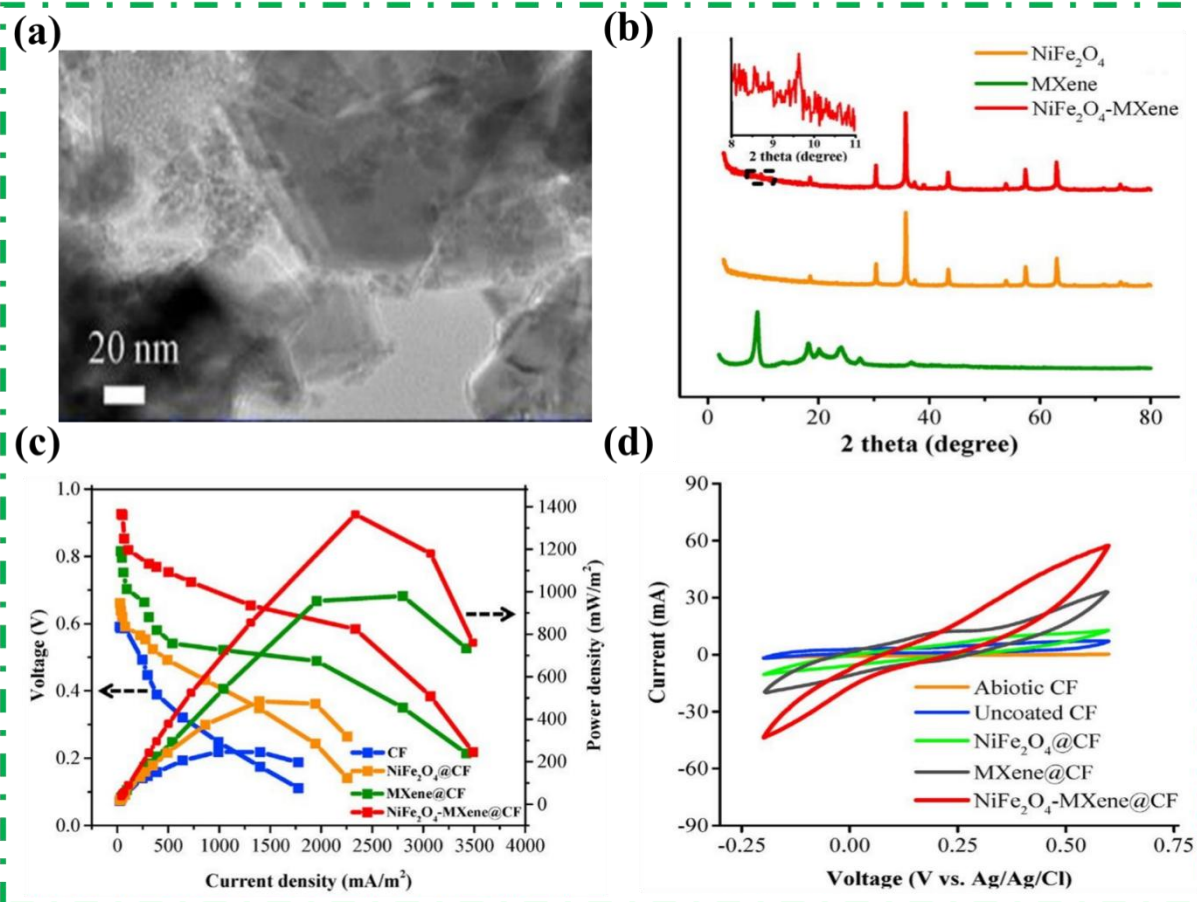 (a)
20 nm
(b)
NiFe₂O₄
MXene
NiFe₂O₄-MXene
8 9 10 11
2 theta (degree)
0 20 40 60 80
2 theta (degree)
(c)
1.0
0.8
0.6
0.4
0.2
0.0
Voltage (V)
1400
1200
1000
800
600
400
200
0
Power density (mW/m²)
CF
NiFe₂O₄@CF
MXene@CF
NiFe₂O₄-MXene@CF
0 500 1000 1500 2000 2500 3000 3500 4000
Current density (mA/m²)
(d)
90
60
30
0
-30
-60
-90
Current (mA)
Abiotic CF
Uncoated CF
NiFe₂O₄@CF
MXene@CF
NiFe₂O₄-MXene@CF
-0.25 0.00 0.25 0.50 0.75
Voltage (V vs. Ag/Ag/Cl)